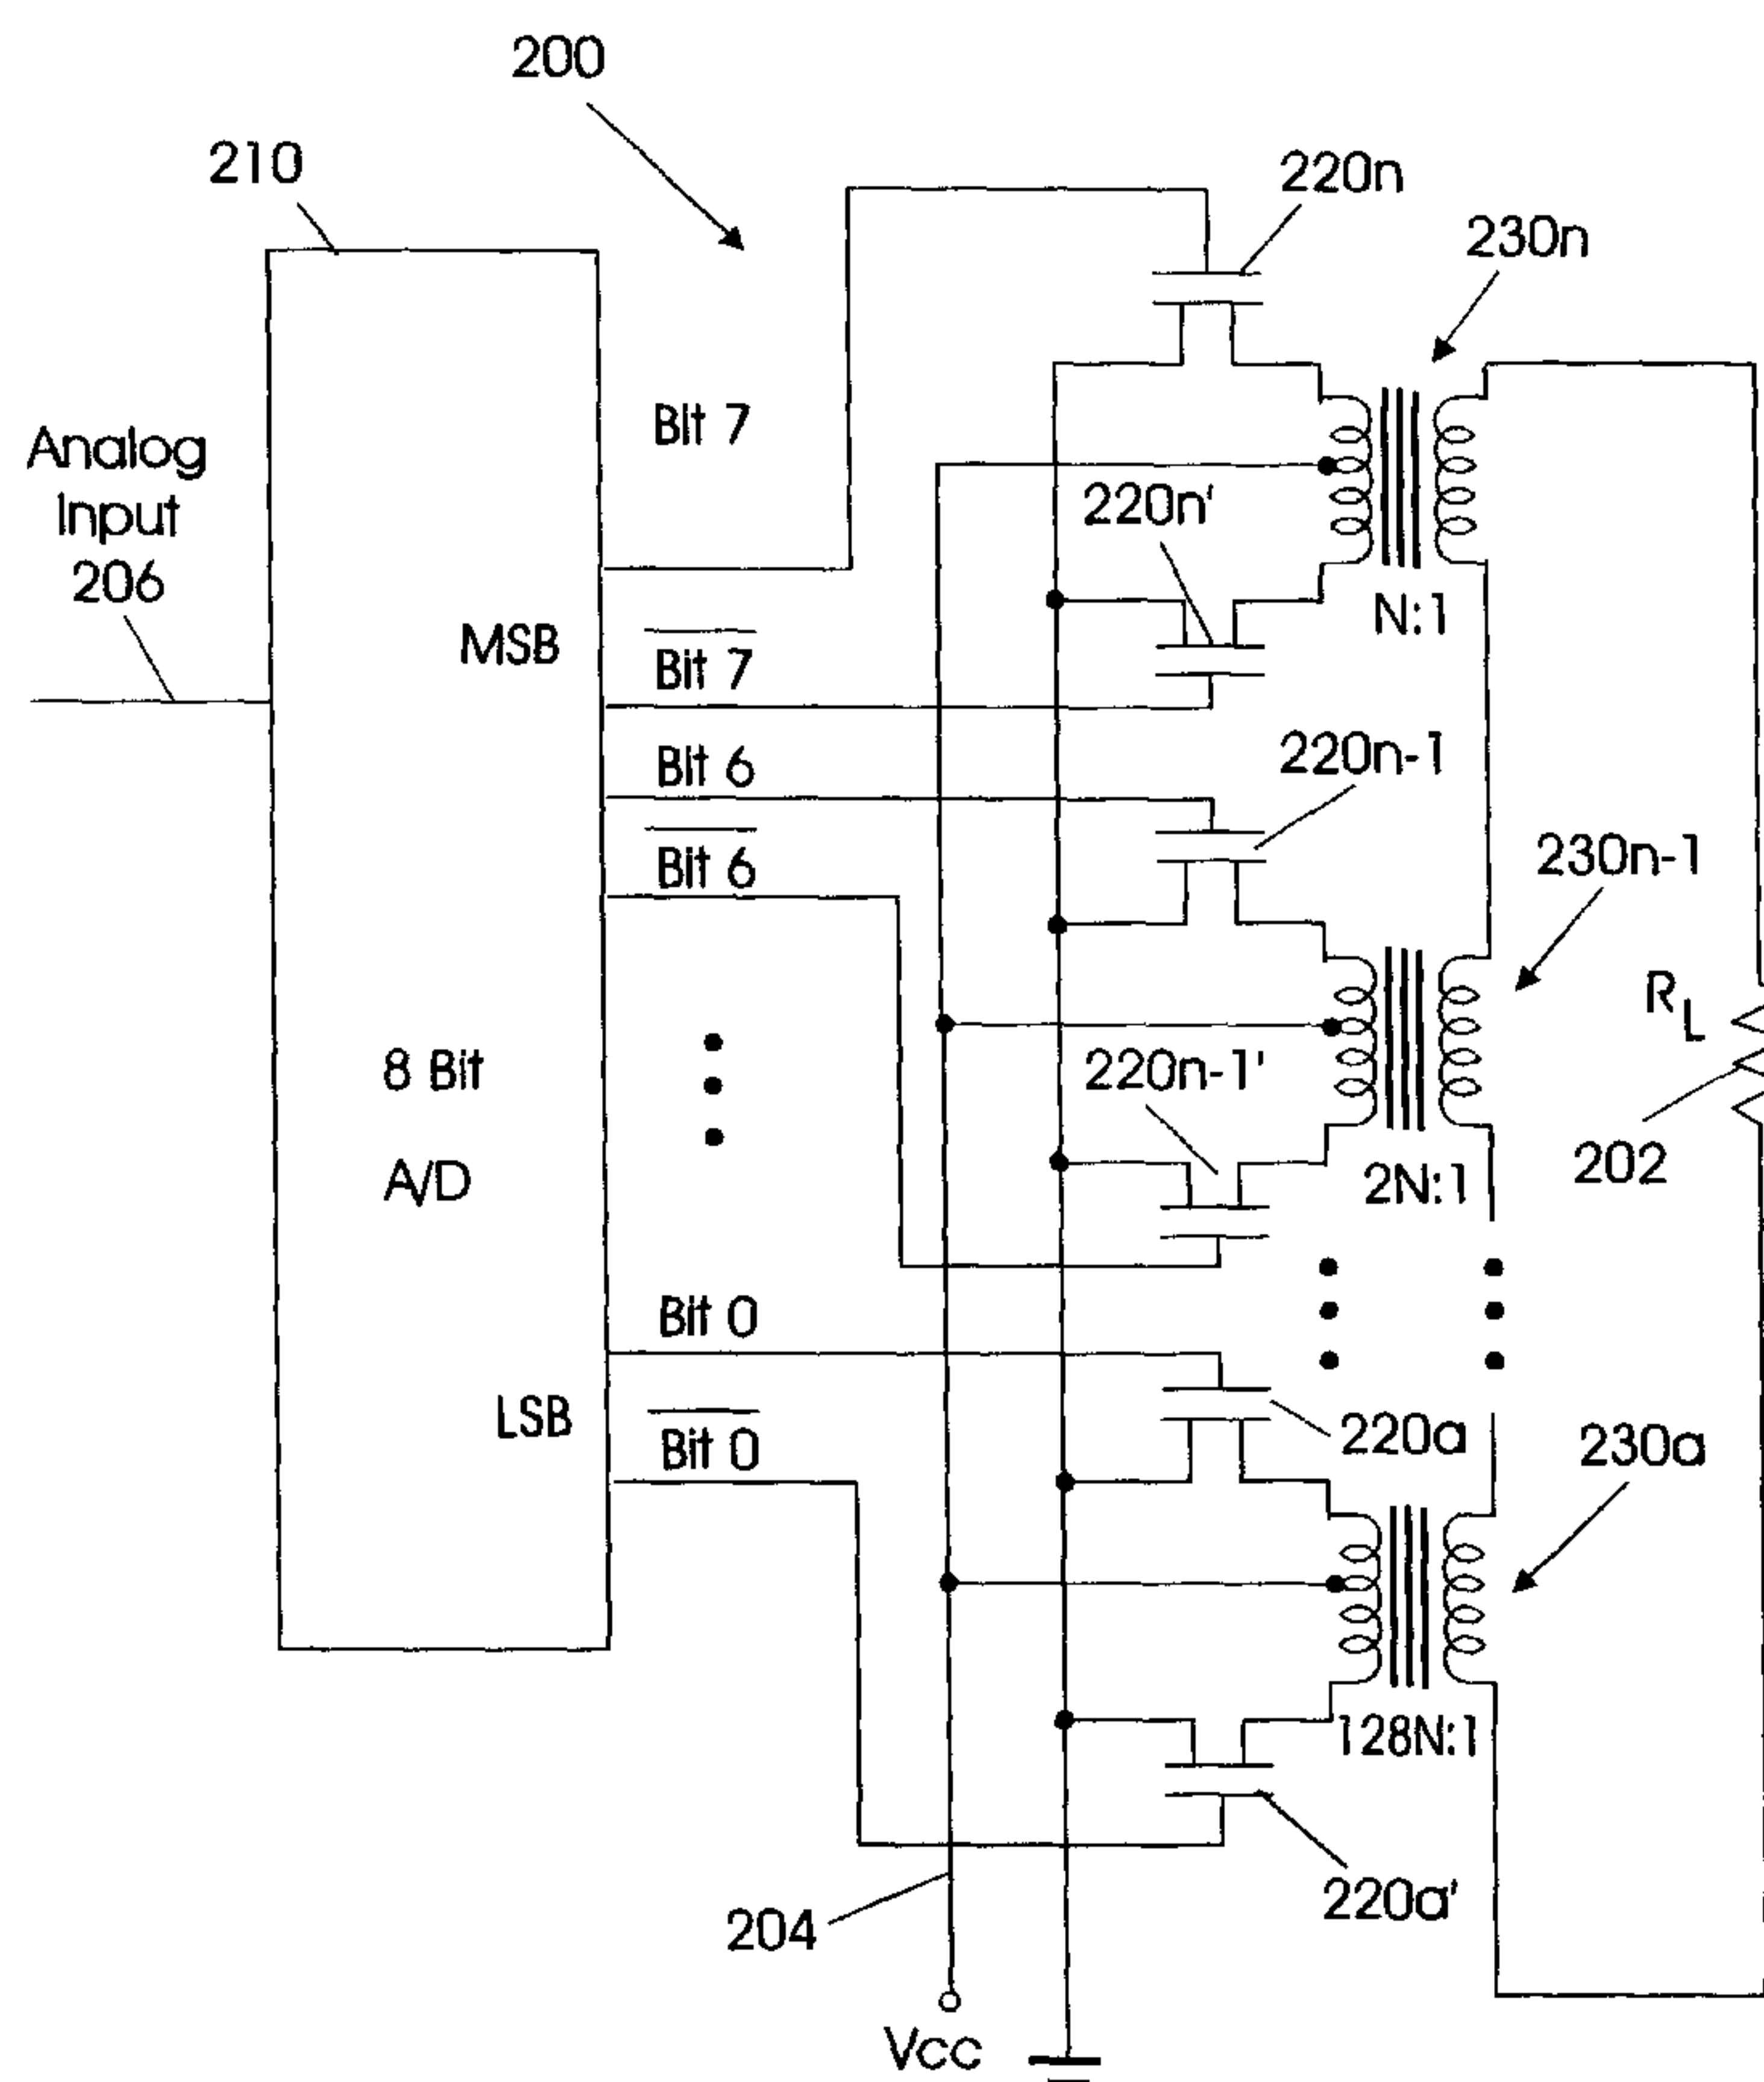 200
210
220n
230n
Bit 7
Analog
Input
206
220n'
N:1
MSB
Bit 7
Bit 6
220n-1
Bit 6
230n-1
R L
8 Bit
220n-1'
A/D
202
2N:1
Bit 0
LSB
Bit 0
220a
230a
128N:1
220a'
204
Vcc